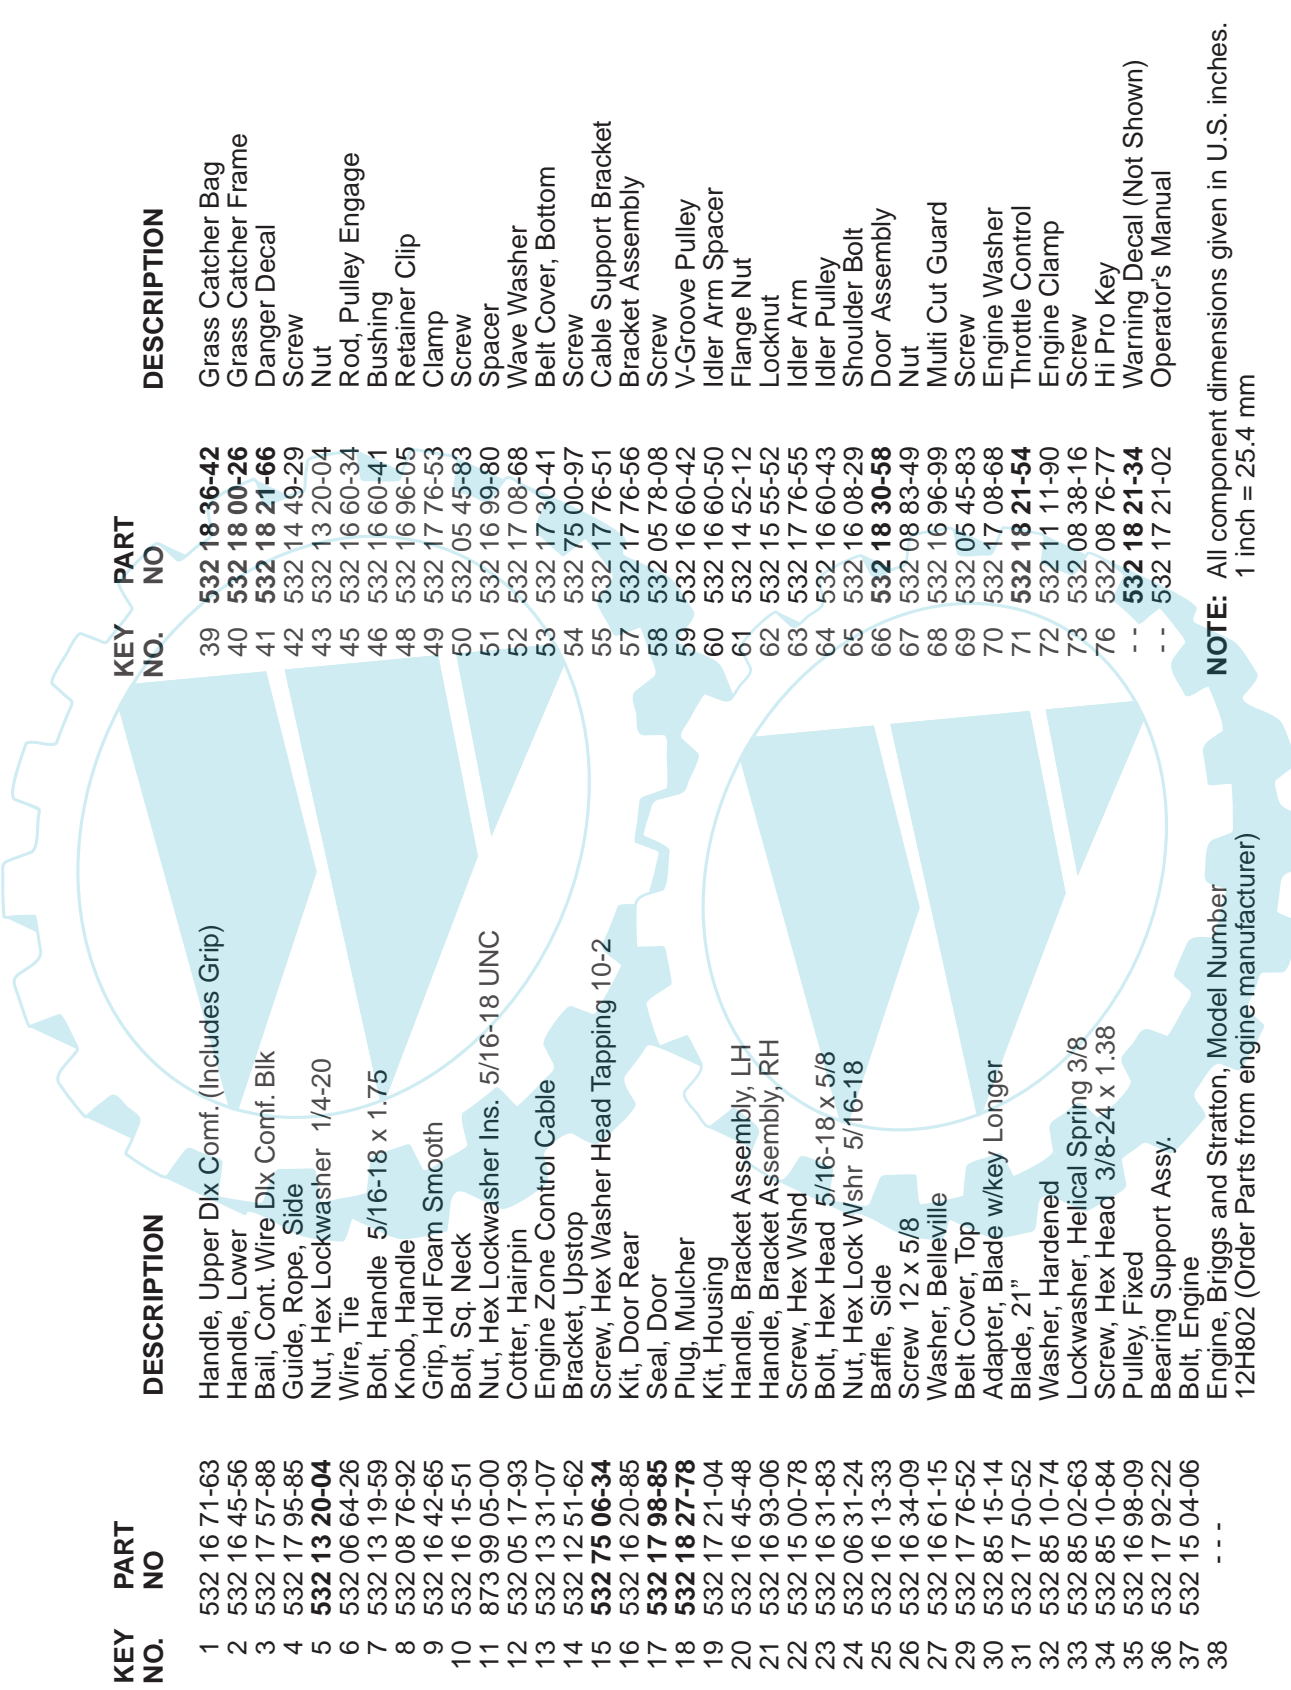 KEY PART
NO. NO DESCRIPTION
1 532 16 71-63 Handle, Upper Dlx Comf. (Includes Grip)
2 532 16 45-56 Handle, Lower
3 532 17 57-88 Bail, Cont. Wire Dlx Comf. Blk
4 532 17 95-85 Guide, Rope, Side
5 532 13 20-04 Nut, Hex Lockwasher 1/4-20
6 532 06 64-26 Wire, Tie
7 532 13 19-59 Bolt, Handle 5/16-18 x 1.75
8 532 08 76-92 Knob, Handle
9 532 16 42-65 Grip, Hdl Foam Smooth
10 532 16 15-51 Bolt, Sq. Neck
11 873 99 05-00 Nut, Hex Lockwasher Ins. 5/16-18 UNC
12 532 05 17-93 Cotter, Hairpin
13 532 13 31-07 Engine Zone Control Cable
14 532 12 51-62 Bracket, Upstop
15 532 75 06-34 Screw, Hex Washer Head Tapping 10-2
16 532 16 20-85 Kit, Door Rear
17 532 17 98-85 Seal, Door
18 532 18 27-78 Plug, Mulcher
19 532 17 21-04 Kit, Housing
20 532 16 45-48 Handle, Bracket Assembly, LH
21 532 16 93-06 Handle, Bracket Assembly, RH
22 532 15 00-78 Screw, Hex Wshd
23 532 16 31-83 Bolt, Hex Head 5/16-18 x 5/8
24 532 06 31-24 Nut, Hex Lock Wshr 5/16-18
25 532 16 13-33 Baffle, Side
26 532 16 34-09 Screw 12 x 5/8
27 532 16 61-15 Washer, Belleville
29 532 17 76-52 Belt Cover, Top
30 532 85 15-14 Adapter, Blade w/key Longer
31 532 17 50-52 Blade, 21”
32 532 85 10-74 Washer, Hardened
33 532 85 02-63 Lockwasher, Helical Spring 3/8
34 532 85 10-84 Screw, Hex Head 3/8-24 x 1.38
35 532 16 98-09 Pulley, Fixed
36 532 17 92-22 Bearing Support Assy.
37 532 15 04-06 Bolt, Engine
38 - - - Engine, Briggs and Stratton, Model Number
12H802 (Order Parts from engine manufacturer)
KEY PART
NO. NO DESCRIPTION
39 532 18 36-42 Grass Catcher Bag
40 532 18 00-26 Grass Catcher Frame
41 532 18 21-66 Danger Decal
42 532 14 49-29 Screw
43 532 13 20-04 Nut
45 532 16 60-34 Rod, Pulley Engage
46 532 16 60-41 Bushing
48 532 16 96-05 Retainer Clip
49 532 17 76-53 Clamp
50 532 05 45-83 Screw
51 532 16 99-80 Spacer
52 532 17 08-68 Wave Washer
53 532 17 30-41 Belt Cover, Bottom
54 532 75 00-97 Screw
55 532 17 76-51 Cable Support Bracket
57 532 17 76-56 Bracket Assembly
58 532 05 78-08 Screw
59 532 16 60-42 V-Groove Pulley
60 532 16 60-50 Idler Arm Spacer
61 532 14 52-12 Flange Nut
62 532 15 55-52 Locknut
63 532 17 76-55 Idler Arm
64 532 16 60-43 Idler Pulley
65 532 16 08-29 Shoulder Bolt
66 532 18 30-58 Door Assembly
67 532 08 83-49 Nut
68 532 16 96-99 Multi Cut Guard
69 532 05 45-83 Screw
70 532 17 08-68 Engine Washer
71 532 18 21-54 Throttle Control
72 532 11 11-90 Engine Clamp
73 532 08 38-16 Screw
76 532 08 76-77 Hi Pro Key
- - 532 18 21-34 Warning Decal (Not Shown)
- - 532 17 21-02 Operator’s Manual
NOTE: All component dimensions given in U.S. inches.
1 inch = 25.4 mm